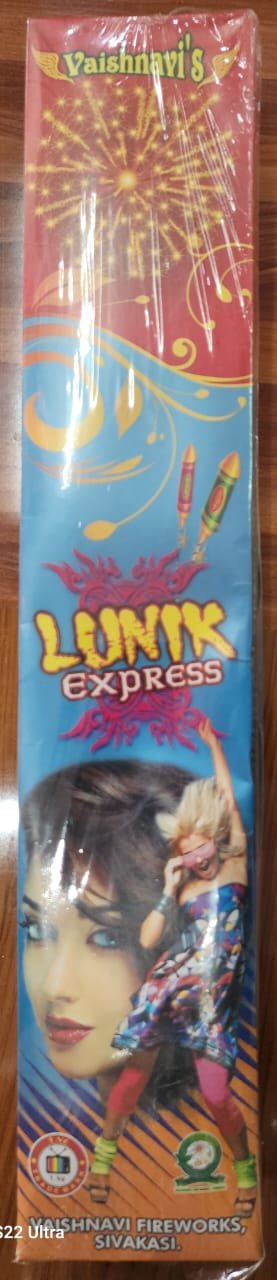 Vaishnavi's
LUNIK
EXPRESS
VAISHNAVI FIREWORKS,
SIVAKASI.
S22 Ultra